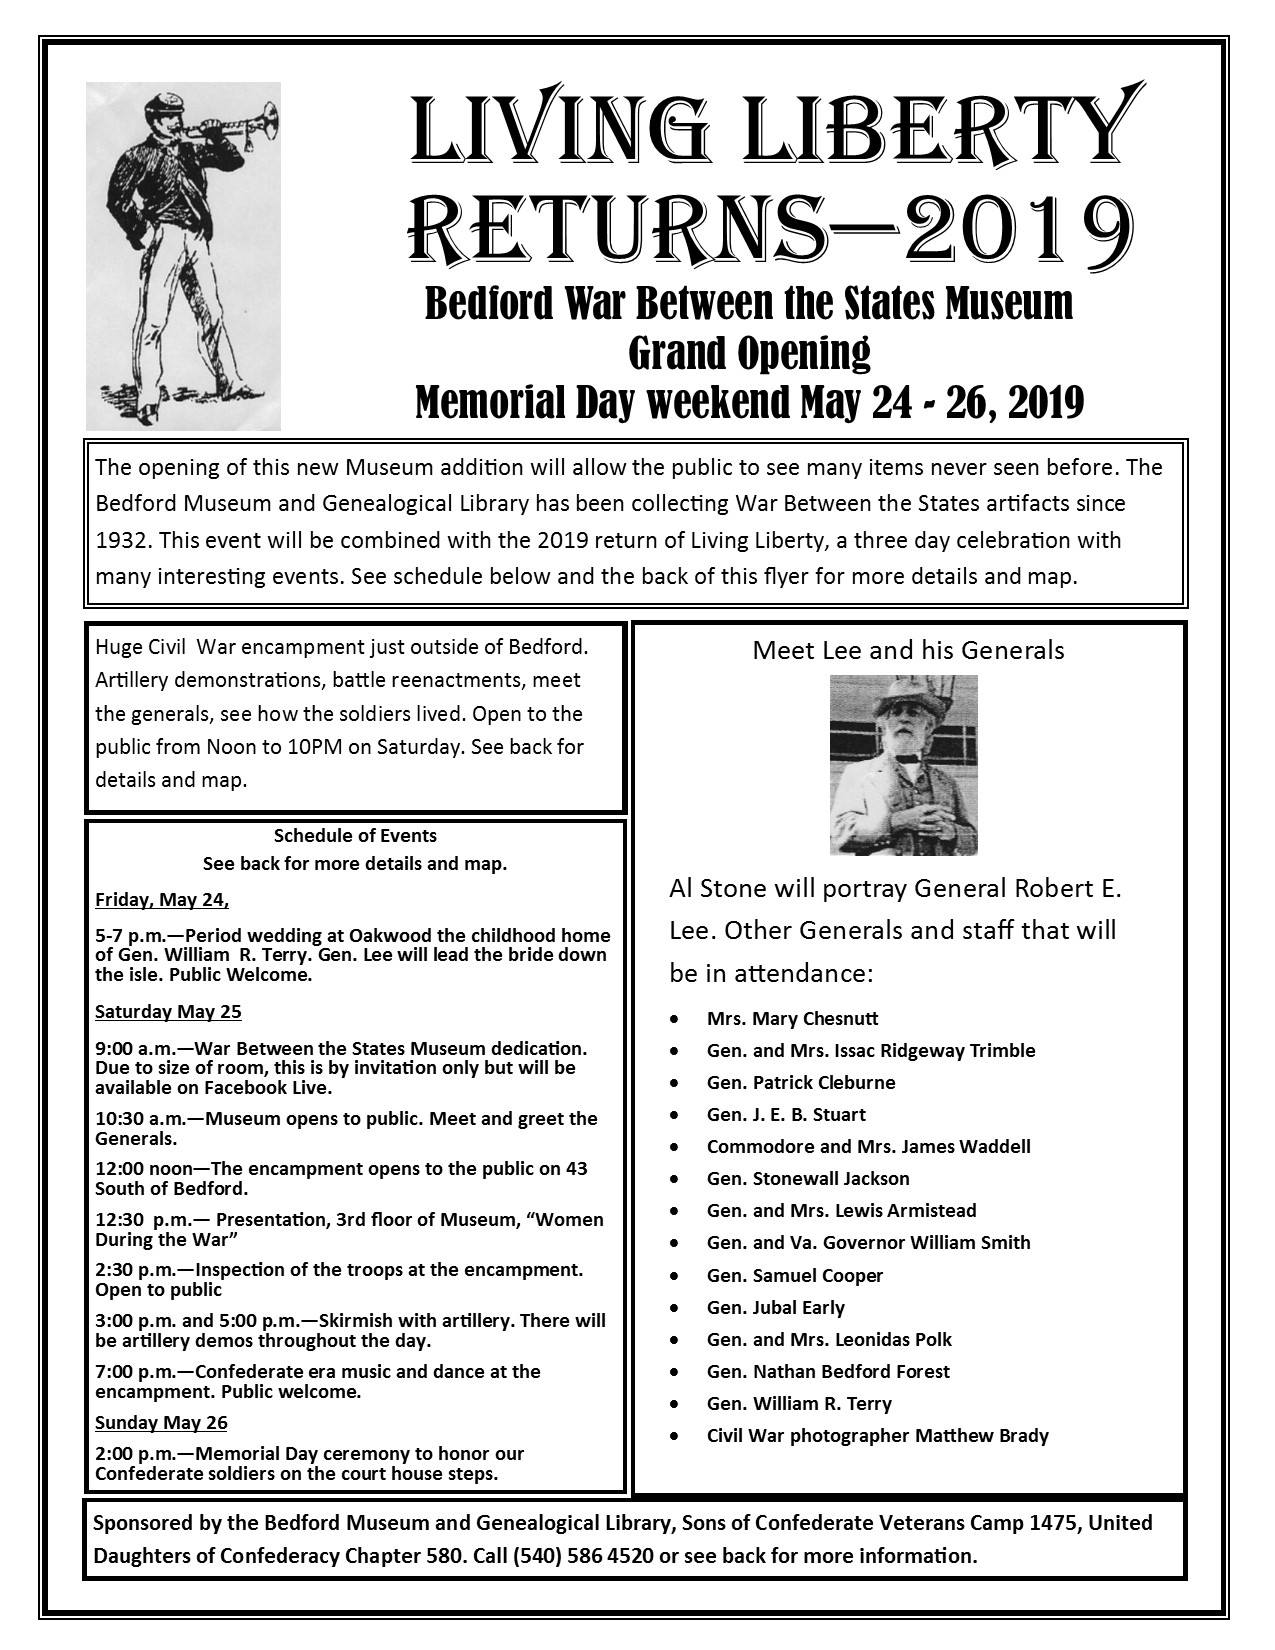 LIVING LIBERTY
RETURNS—2019
Bedford War Between the States Museum
Grand Opening
Memorial Day weekend May 24 - 26, 2019
The opening of this new Museum addition will allow the public to see many items never seen before. The
Bedford Museum and Genealogical Library has been collecting War Between the States artifacts since
1932. This event will be combined with the 2019 return of Living Liberty, a three day celebration with
many interesting events. See schedule below and the back of this flyer for more details and map.
Huge Civil  War encampment just outside of Bedford.
Artillery demonstrations, battle reenactments, meet
the generals, see how the soldiers lived. Open to the
public from Noon to 10PM on Saturday. See back for
details and map.
Schedule of Events
See back for more details and map.
Friday, May 24,
5-7 p.m.—Period wedding at Oakwood the childhood home
of Gen. William  R. Terry. Gen. Lee will lead the bride down
the isle. Public Welcome.
Saturday May 25
9:00 a.m.—War Between the States Museum dedication.
Due to size of room, this is by invitation only but will be
available on Facebook Live.
10:30 a.m.—Museum opens to public. Meet and greet the
Generals.
12:00 noon—The encampment opens to the public on 43
South of Bedford.
12:30  p.m.— Presentation, 3rd floor of Museum, “Women
During the War”
2:30 p.m.—Inspection of the troops at the encampment.
Open to public
3:00 p.m. and 5:00 p.m.—Skirmish with artillery. There will
be artillery demos throughout the day.
7:00 p.m.—Confederate era music and dance at the
encampment. Public welcome.
Sunday May 26
2:00 p.m.—Memorial Day ceremony to honor our
Confederate soldiers on the court house steps.
Meet Lee and his Generals
Al Stone will portray General Robert E.
Lee. Other Generals and staff that will
be in attendance:
• Mrs. Mary Chesnutt
• Gen. and Mrs. Issac Ridgeway Trimble
• Gen. Patrick Cleburne
• Gen. J. E. B. Stuart
• Commodore and Mrs. James Waddell
• Gen. Stonewall Jackson
• Gen. and Mrs. Lewis Armistead
• Gen. and Va. Governor William Smith
• Gen. Samuel Cooper
• Gen. Jubal Early
• Gen. and Mrs. Leonidas Polk
• Gen. Nathan Bedford Forest
• Gen. William R. Terry
• Civil War photographer Matthew Brady
Sponsored by the Bedford Museum and Genealogical Library, Sons of Confederate Veterans Camp 1475, United
Daughters of Confederacy Chapter 580. Call (540) 586 4520 or see back for more information.